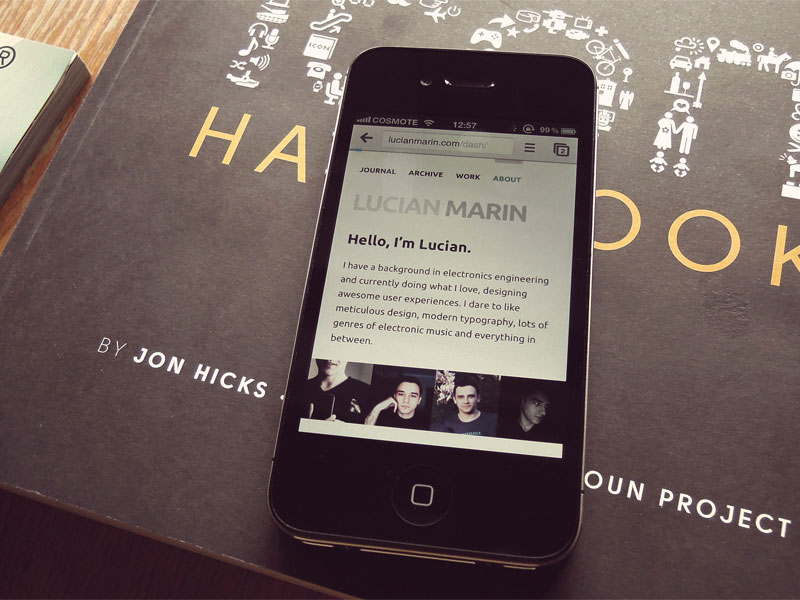 ®
ICON
HA
OOK
BY JON HICKS
OUN PROJECT
COSMOTE 12:57 99%
lucianmarin.com/dash/
2
JOURNAL ARCHIVE WORK ABOUT
LUCIAN MARIN
Hello, I’m Lucian.
I have a background in electronics engineering
and currently doing what I love, designing
awesome user experiences. I dare to like
meticulous design, modern typography, lots of
genres of electronic music and everything in
between.